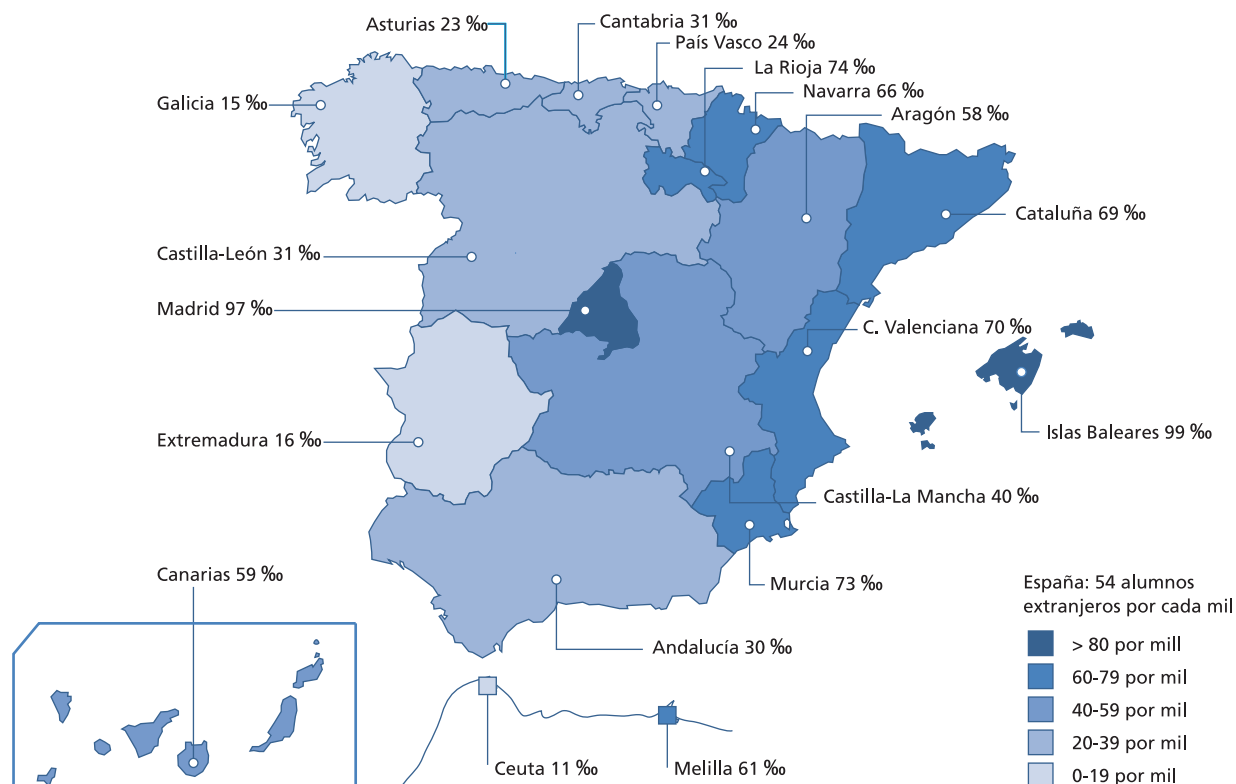 Asturias 23 ‰
Cantabria 31 ‰
País Vasco 24 ‰
La Rioja 74 ‰
Navarra 66 ‰
Galicia 15 ‰
Aragón 58 ‰
Cataluña 69 ‰
Castilla-León 31 ‰
Madrid 97 ‰
C. Valenciana 70 ‰
Islas Baleares 99 ‰
Extremadura 16 ‰
Castilla-La Mancha 40 ‰
Canarias 59 ‰
Murcia 73 ‰
Andalucía 30 ‰
Ceuta 11 ‰
Melilla 61 ‰
España: 54 alumnos
extranjeros por cada mil
> 80 por mill
60-79 por mil
40-59 por mil
20-39 por mil
0-19 por mil